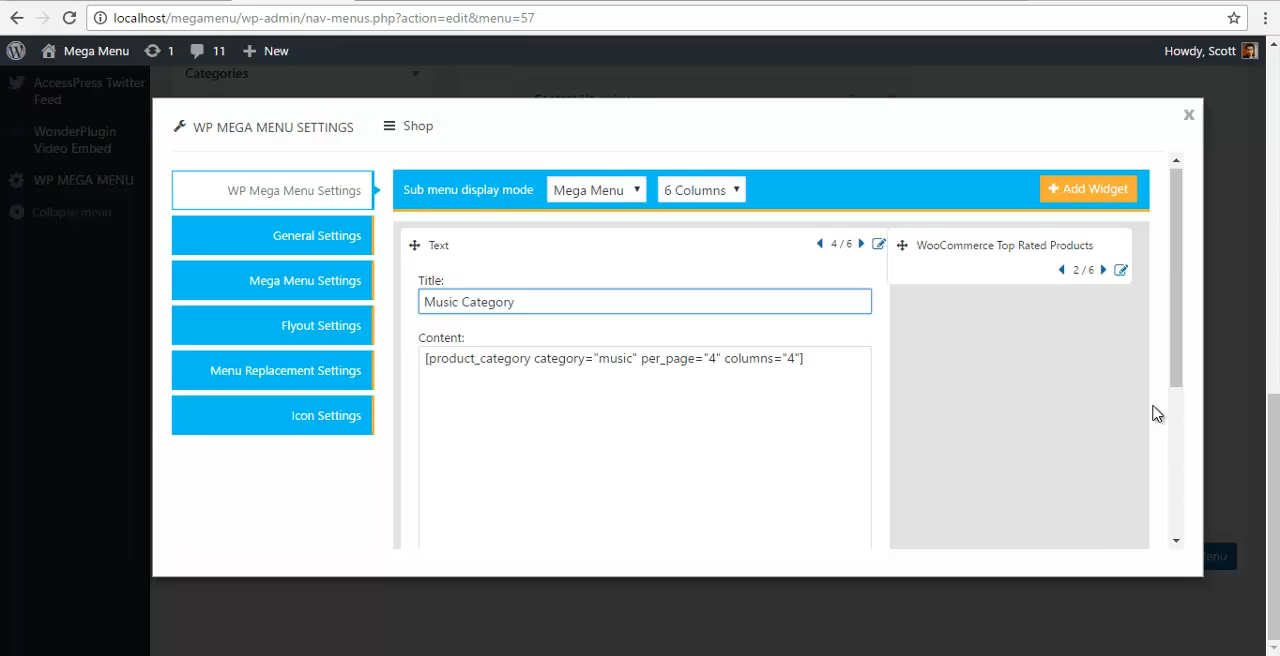 localhost/megamenu/wp-admin/nav-menus.php?action=edit&menu=57
Mega Menu 1 11 + New Howdy, Scott
AccessPress Twitter
Feed
WonderPlugin
Video Embed
WP MEGA MENU
Collapse menu
Categories
WP MEGA MENU SETTINGS Shop X
WP Mega Menu Settings
General Settings
Mega Menu Settings
Flyout Settings
Menu Replacement Settings
Icon Settings
Sub menu display mode Mega Menu 6 Columns + Add Widget
Text 4 / 6
Title:
Music Category
Content:
[product_category category="music" per_page="4" columns="4"]
WooCommerce Top Rated Products
2 / 6